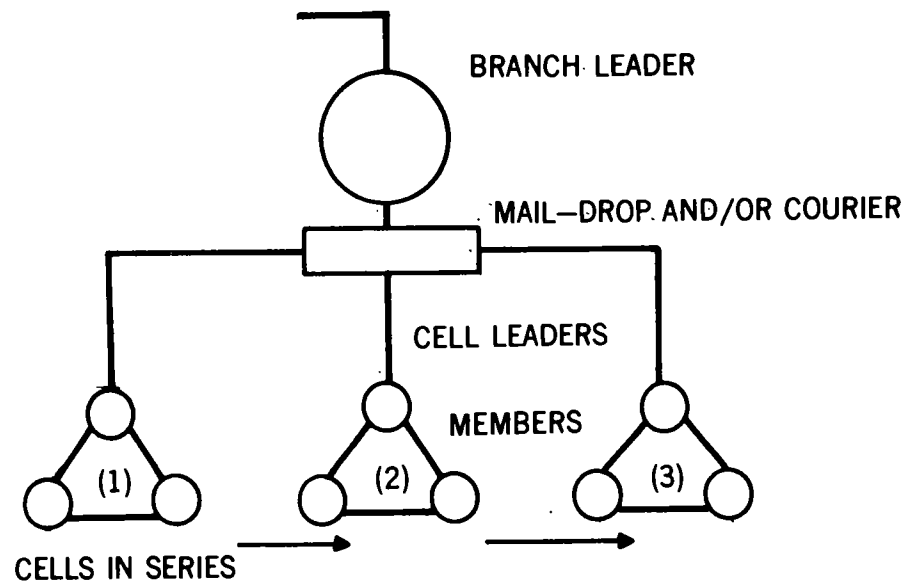 BRANCH LEADER
MAIL-DROP AND/OR COURIER
CELL LEADERS
MEMBERS
(1)
(2)
(3)
CELLS IN SERIES